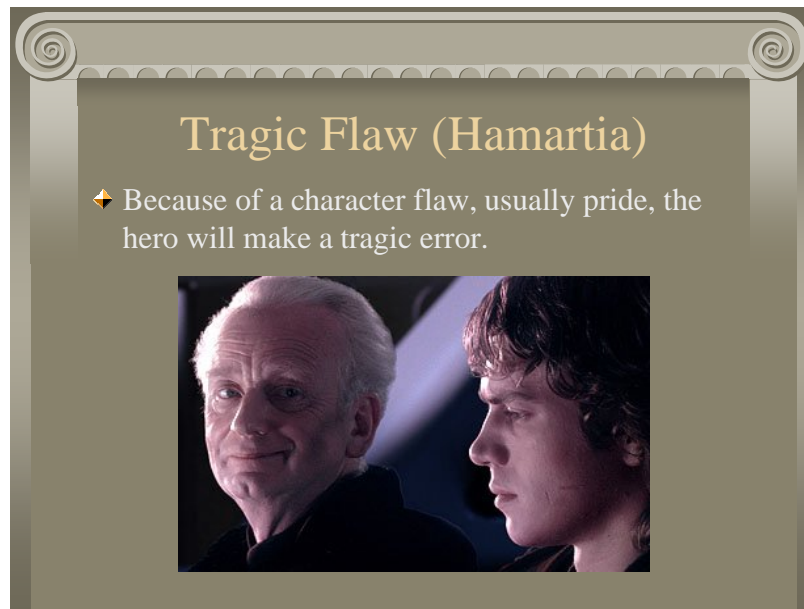 Tragic Flaw (Hamartia)
Because of a character flaw, usually pride, the
hero will make a tragic error.